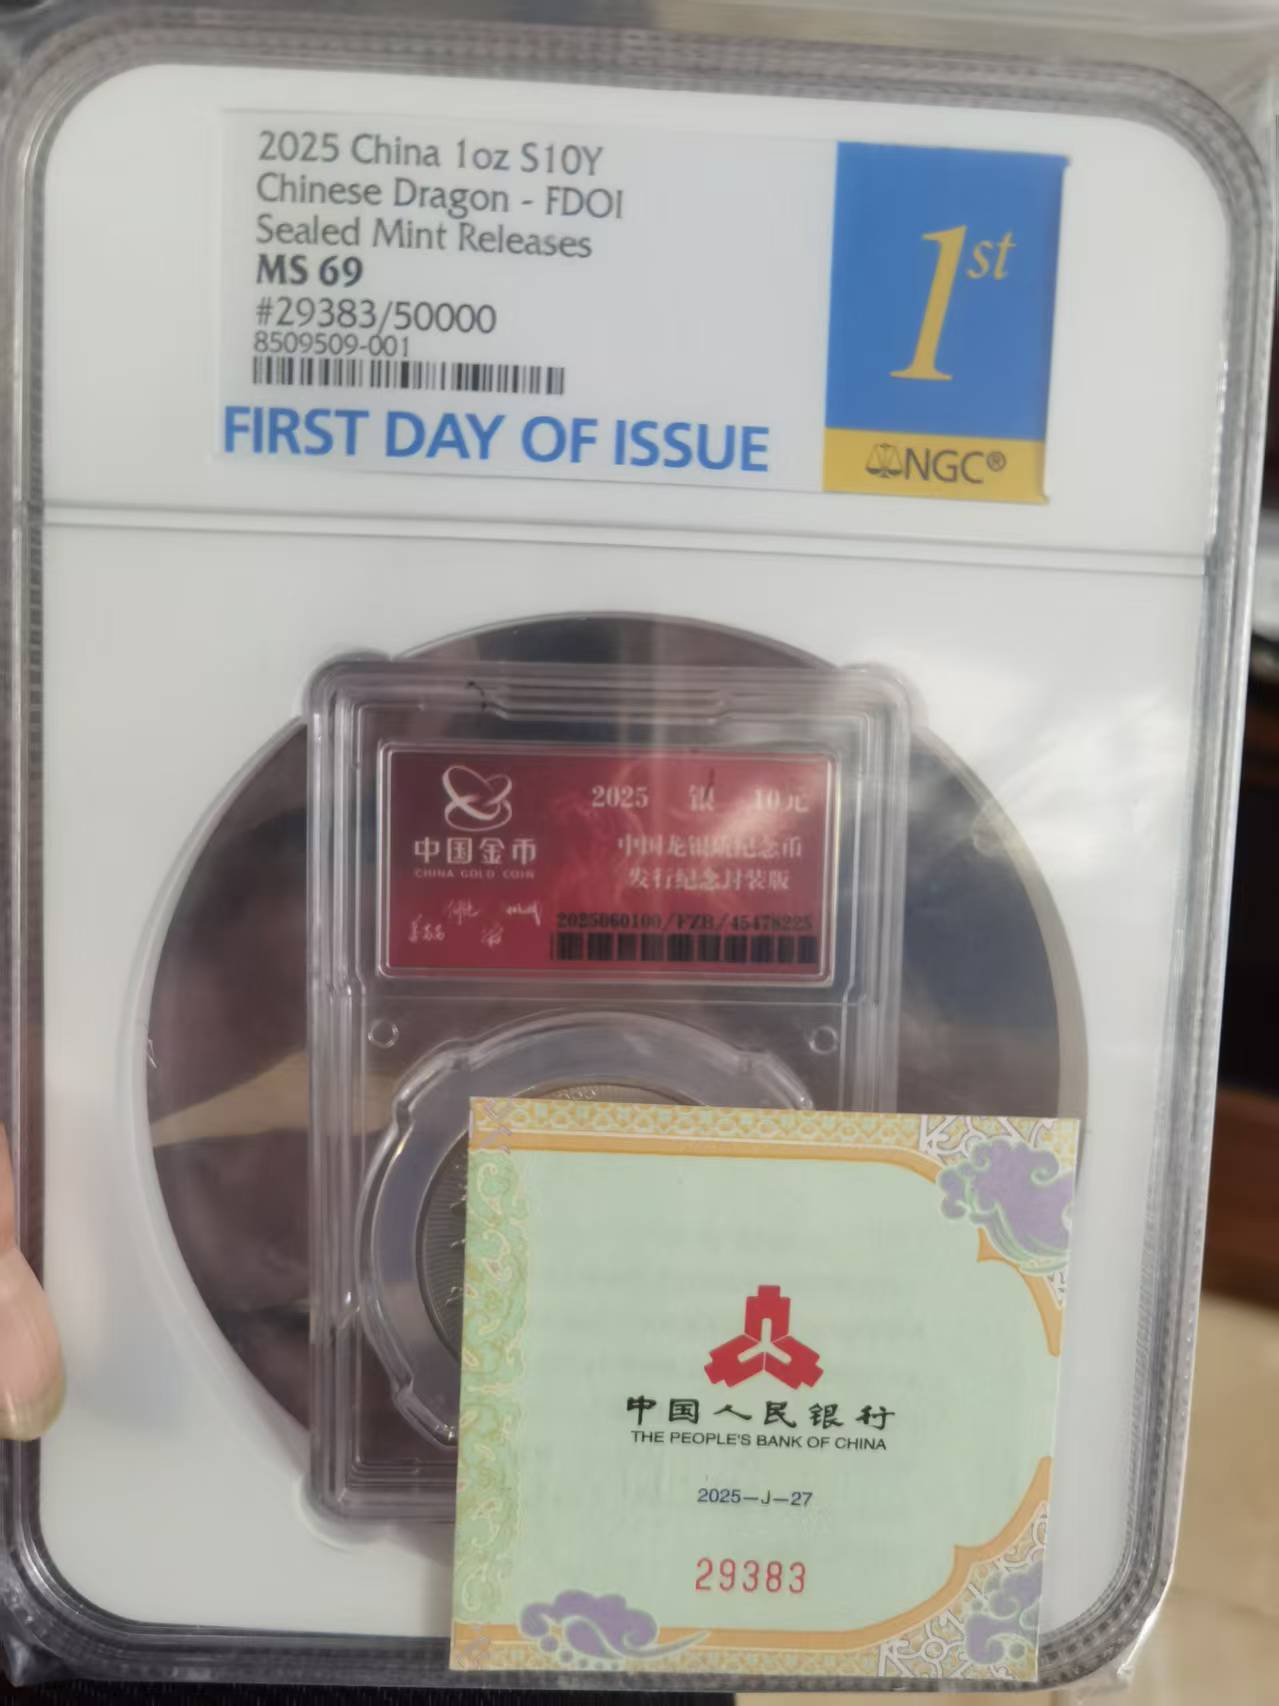 2025 China 1oz S10Y
Chinese Dragon - FDOI
Sealed Mint Releases
MS 69
#29383/50000
8509509-001
FIRST DAY OF ISSUE
1st
NGC®
中国金币
CHINA GOLD COIN
2025 银 10元
中国龙银质纪念币
发行纪念封装版
2025060100/FZB/45478225
中国人民银行
THE PEOPLE'S BANK OF CHINA
2025-J-27
29383